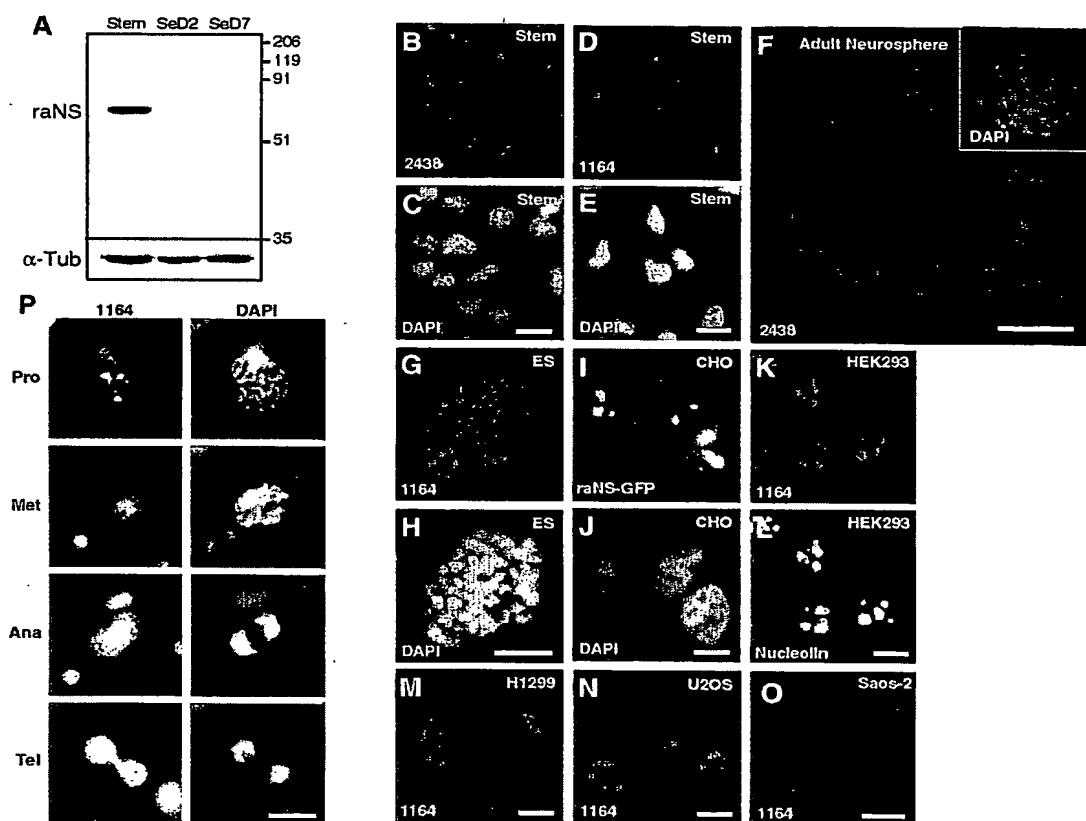 A
Stem SeD2 SeD7
206
119
91
raNS
51
35
α-Tub
B
Stem
2438
D
Stem
1164
F
Adult Neurosphere
DAPI
2438
C
Stem
DAPI
E
Stem
DAPI
P
1164 DAPI
Pro
Met
Ana
Tel
G
ES
1164
I
CHO
raNS-GFP
K
HEK293
1164
H
ES
DAPI
J
CHO
DAPI
L
HEK293
Nucleolin
M
H1299
1164
N
U2OS
1164
O
Saos-2
1164